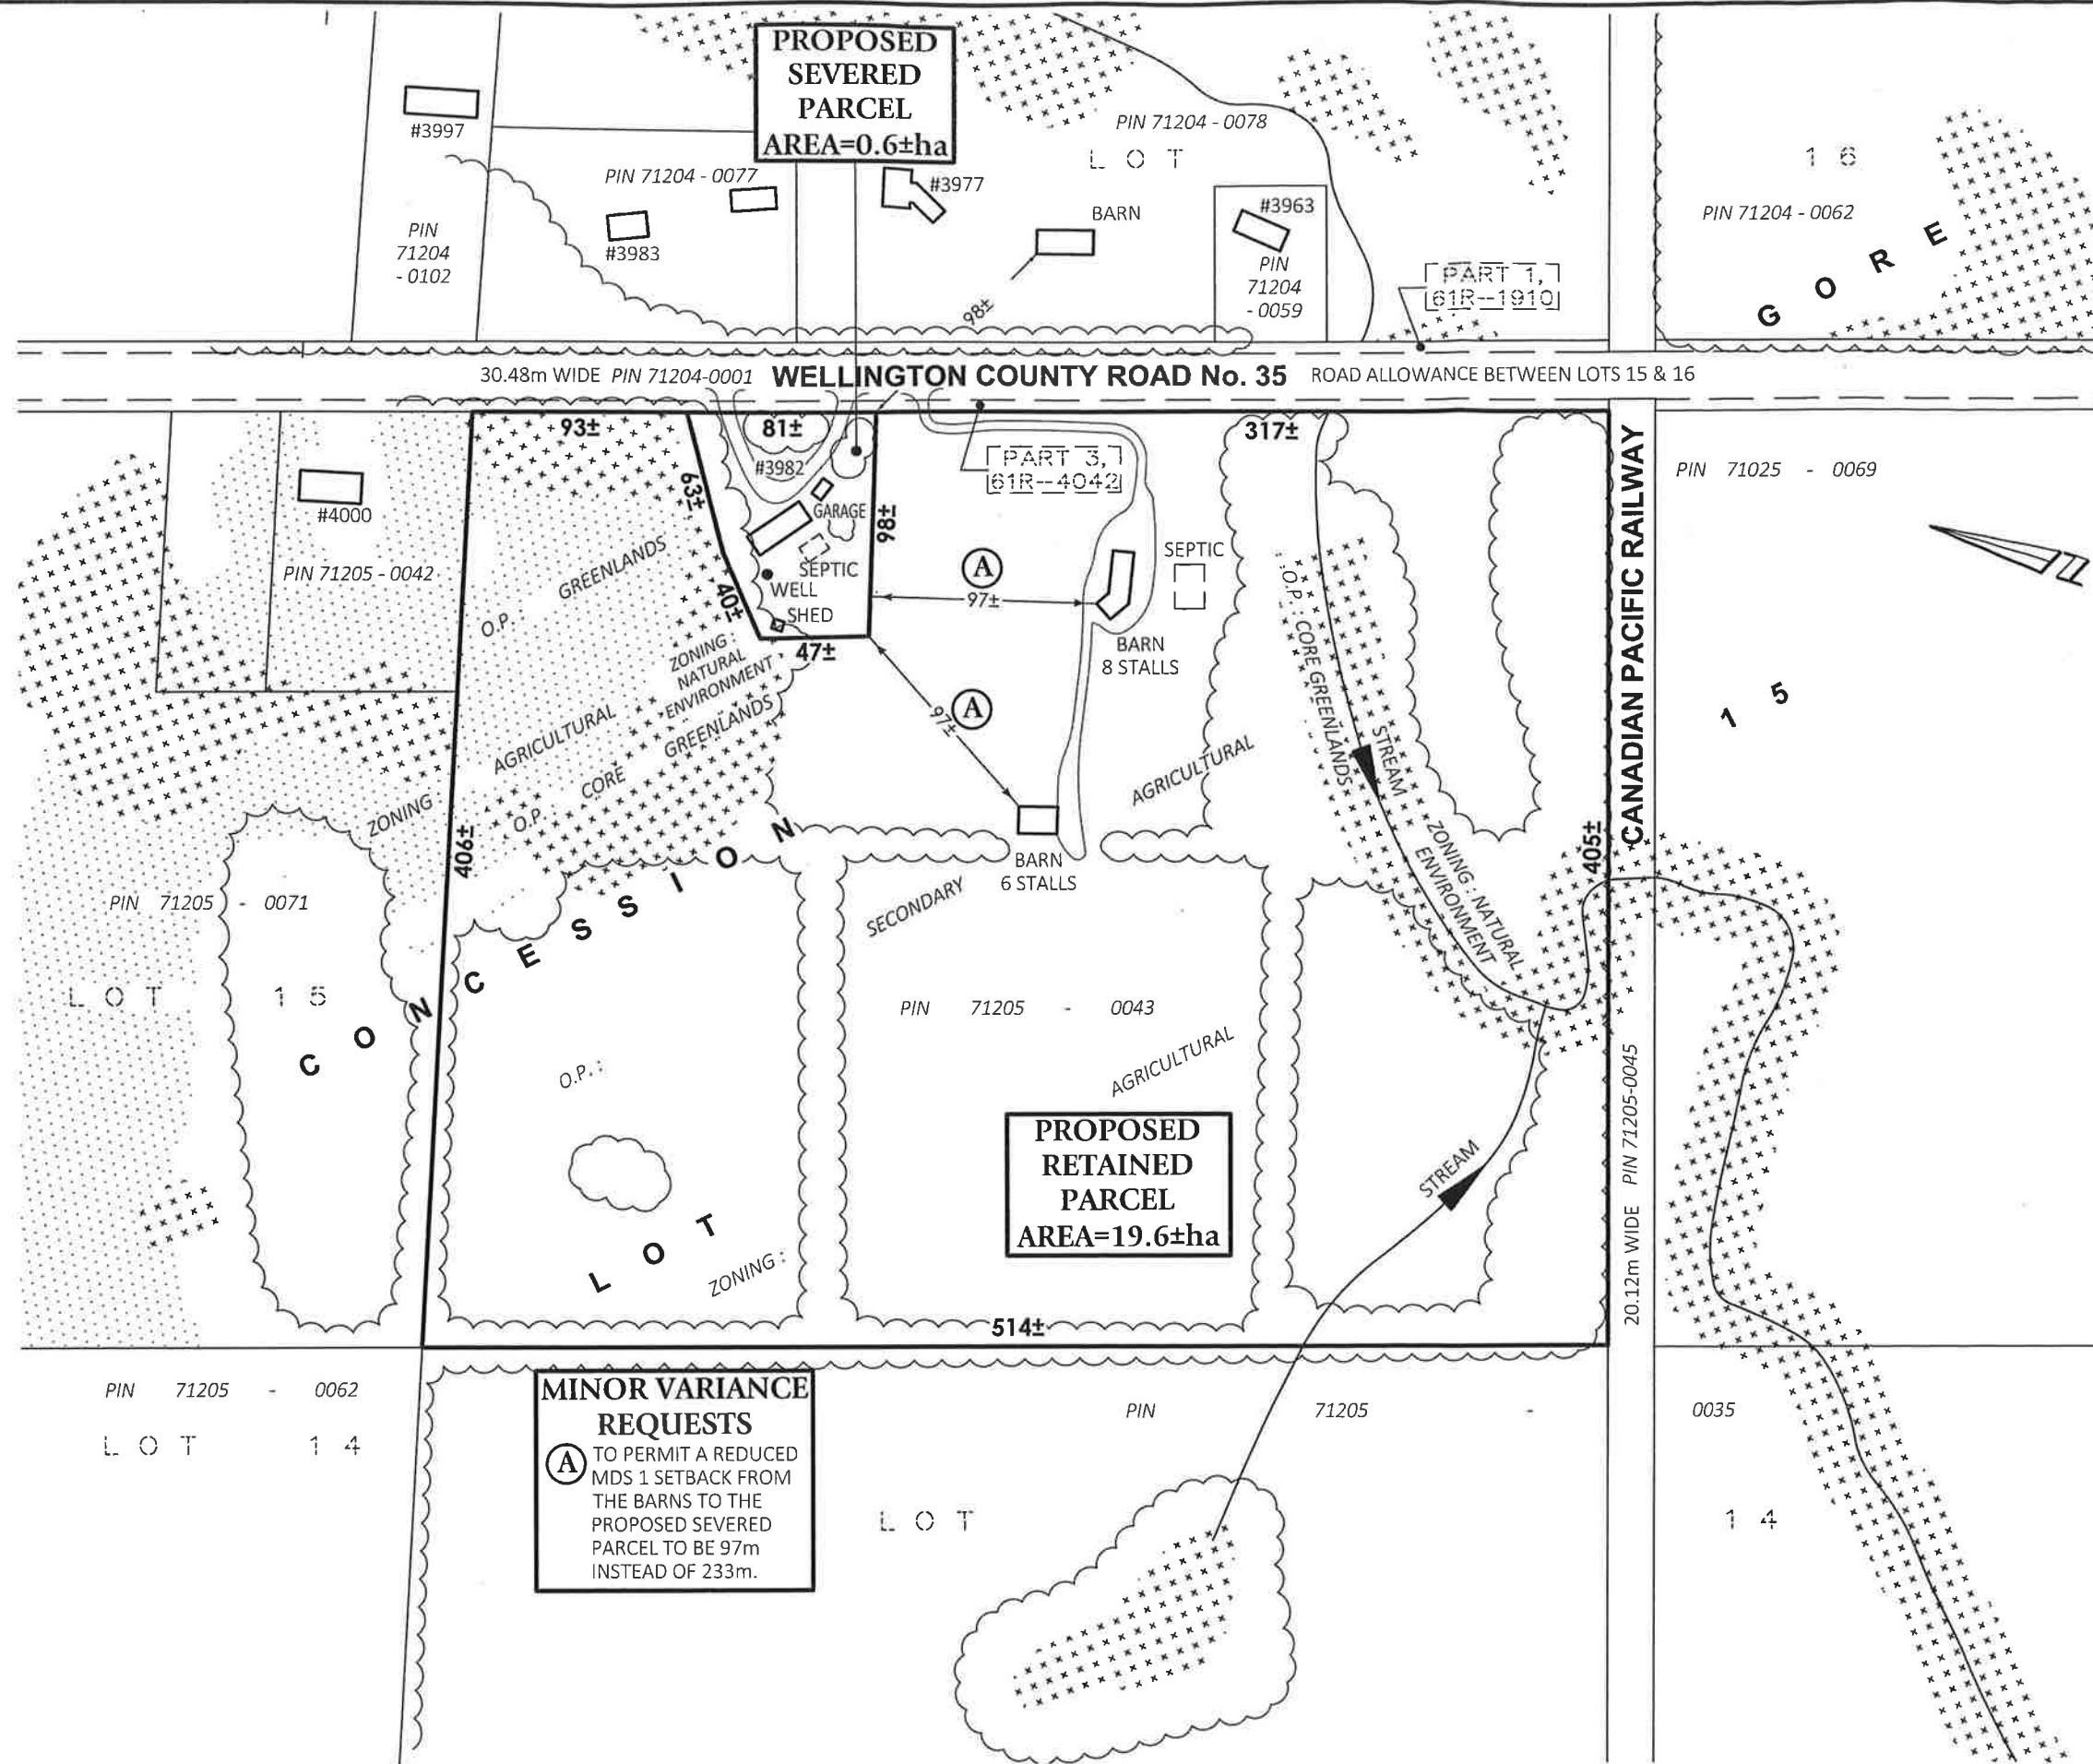 PROPOSED
SEVERED
PARCEL
AREA=0.6±ha
#3997
PIN 71204 - 0078
LOT
16
PIN 71204 - 0077
#3977
#3983
BARN
#3963
PIN
71204
- 0102
PIN
71204
- 0059
98±
PART 1,
61R--1910
PIN 71204 - 0062
GORE
30.48m WIDE PIN 71204-0001 WELLINGTON COUNTY ROAD No. 35 ROAD ALLOWANCE BETWEEN LOTS 15 & 16
93±
81±
317±
#3982
PART 3,
61R--4042
63±
98±
40±
47±
GARAGE
SEPTIC
WELL
SHED
#4000
PIN 71205 - 0042
O.P. : GREENLANDS
ZONING :
NATURAL
ENVIRONMENT
O.P. : CORE GREENLANDS
ZONING : AGRICULTURAL
A
97±
A
97±
SEPTIC
BARN
8 STALLS
BARN
6 STALLS
AGRICULTURAL
O.P. : CORE GREENLANDS
STREAM
ZONING : NATURAL
ENVIRONMENT
CANADIAN PACIFIC RAILWAY
PIN 71025 - 0069
N
15
406±
405±
PIN 71205 - 0071
LOT 15
CONCESSION
O.P. :
SECONDARY
AGRICULTURAL
PIN 71205 - 0043
PROPOSED
RETAINED
PARCEL
AREA=19.6±ha
LOT
ZONING :
AGRICULTURAL
STREAM
20.12m WIDE PIN 71205-0045
514±
PIN 71205 - 0062
LOT 14
MINOR VARIANCE
REQUESTS
A TO PERMIT A REDUCED
MDS 1 SETBACK FROM
THE BARNS TO THE
PROPOSED SEVERED
PARCEL TO BE 97m
INSTEAD OF 233m.
PIN 71205 - 0035
LOT 14